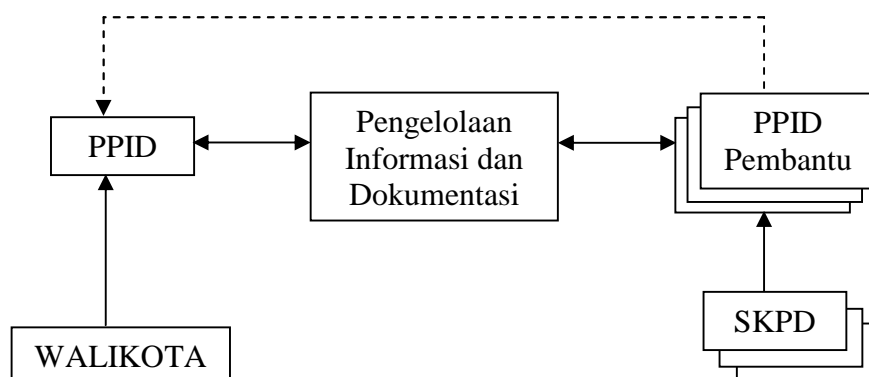 PPID
Pengelolaan
Informasi dan
Dokumentasi
PPID
Pembantu
WALIKOTA
SKPD